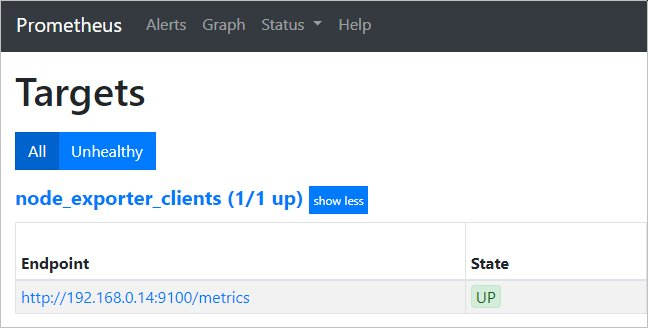 Prometheus Alerts Graph Status Help
Targets
All Unhealthy
node_exporter_clients (1/1 up) show less
Endpoint State
http://192.168.0.14:9100/metrics UP